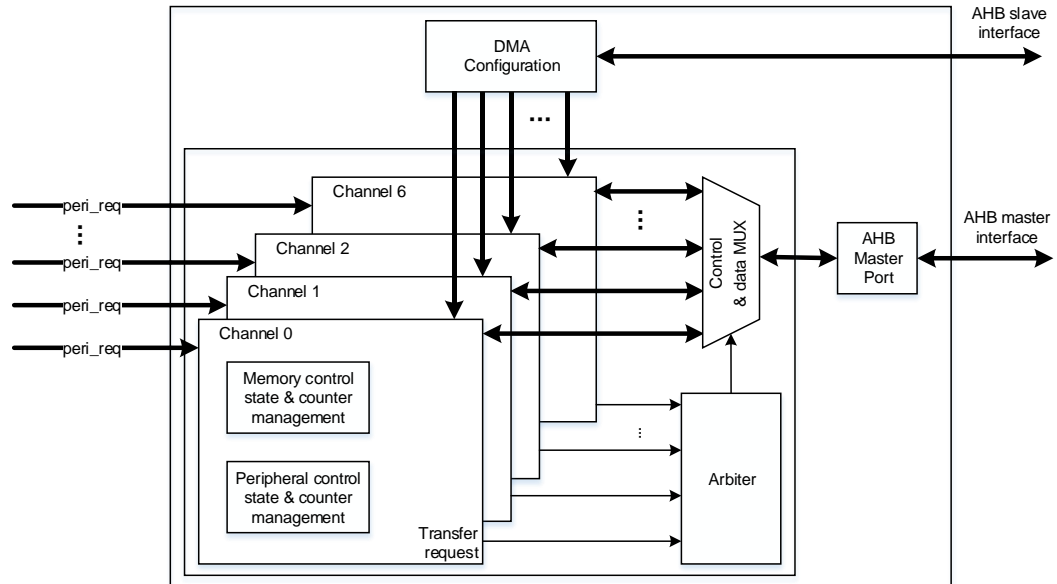 AHB slave
interface
DMA
Configuration
...
Channel 6
peri_req
...
...
Channel 2
peri_req
AHB master
interface
Control
& data MUX
AHB
Master
Port
Channel 1
peri_req
Channel 0
peri_req
Memory control
state & counter
management
...
Peripheral control
state & counter
management
Arbiter
Transfer
request